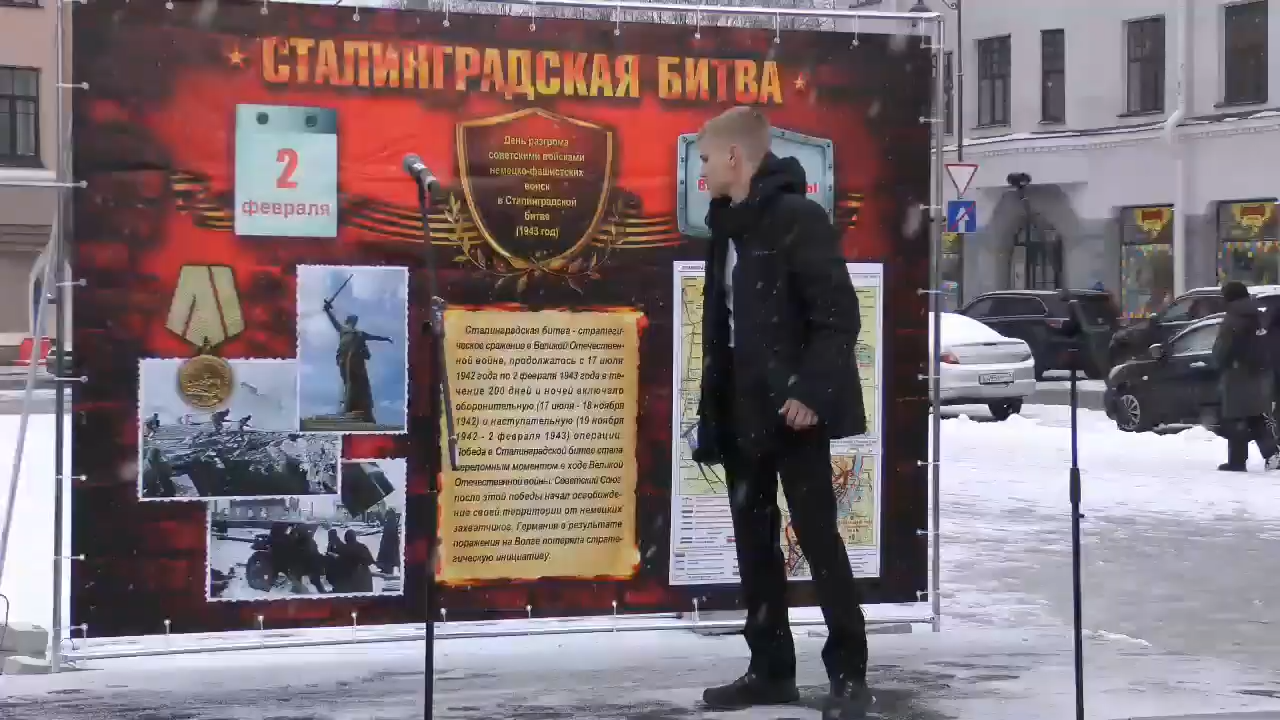 СТАЛИНГРАДСКАЯ БИТВА
2
февраля
День разгрома
советскими войсками
немецко-фашистских
войск
в Сталинградской
битве
(1943 год)
Сталинградская битва - стратеги-
ческое сражение в Великой Отечествен-
ной войне, продолжалось с 17 июля
1942 года по 2 февраля 1943 года в те-
чение 200 дней и ночей включало
оборонительную (17 июля - 18 ноября
1942) и наступательную (19 ноября
1942 - 2 февраля 1943) операции.
Победа в Сталинградской битве стала
переломным моментом в ходе Великой
Отечественной войны. Советский Союз
после этой победы начал освобожде-
ние своей территории от немецких
захватчиков. Германия в результате
поражения на Волге потеряла страте-
гическую инициативу.